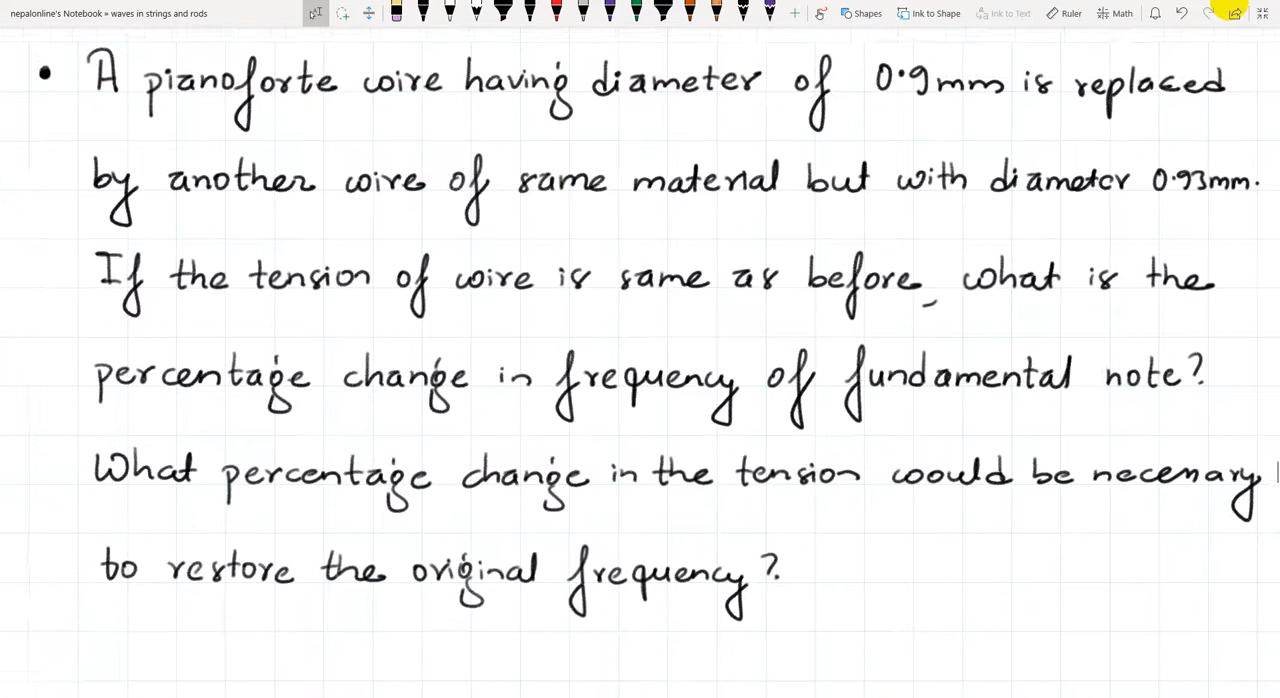 nepalonline's Notebook » waves in strings and rods
Shapes Ink to Shape Ink to Text Ruler Math
• A pianoforte wire having diameter of 0.9mm is replaced
by another wire of same material but with diameter 0.93mm.
If the tension of wire is same as before, what is the
percentage change in frequency of fundamental note?
What percentage change in the tension would be necessary
to restore the original frequency?